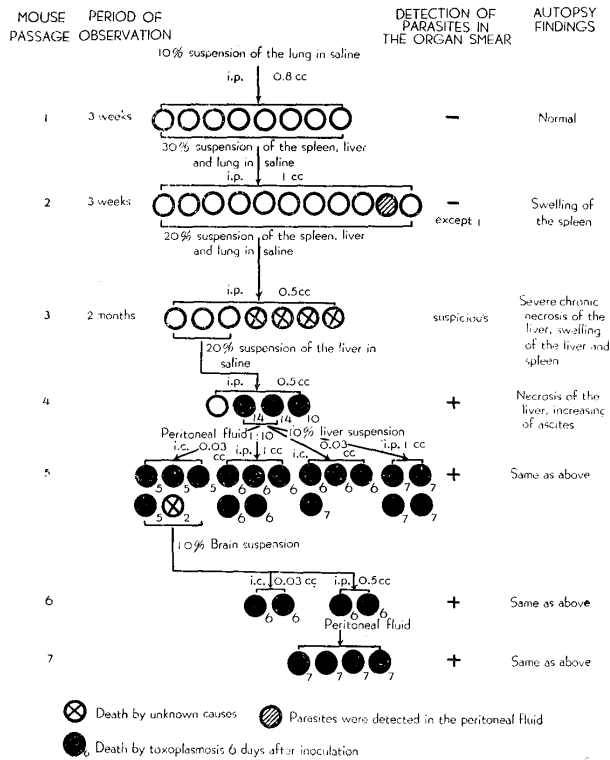 MOUSE PASSAGE
PERIOD OF OBSERVATION
DETECTION OF PARASITES IN THE ORGAN SMEAR
AUTOPSY FINDINGS
10% suspension of the lung in saline
i.p. 0.8 cc
1 3 weeks − Normal
30% suspension of the spleen, liver
and lung in saline
i.p. 1 cc
2 3 weeks − except 1 Swelling of the spleen
20% suspension of the spleen, liver
and lung in saline
i.p. 0.5cc
3 2 months suspicious Severe chronic necrosis of the liver, swelling of the liver and spleen
20% suspension of the liver in
saline
i.p. 0.5cc
4 + Necrosis of the liver, increasing of ascites
14 14 10
Peritoneal fluid 1:10 10% liver suspension
i.c. 0.03 cc i.p. 1 cc i.c. 0.03 cc i.p. 1 cc
5 + Same as above
5 5 5 6 6 6 6 6 6 7 7
5 2 6 6 7 7 7
10% Brain suspension
i.c. 0.03 cc i.p. 0.5cc
6 + Same as above
6 6 6 6
Peritoneal fluid
7 + Same as above
7 7 7 7
Death by unknown causes
Parasites were detected in the peritoneal fluid
6 Death by toxoplasmosis 6 days after inoculation